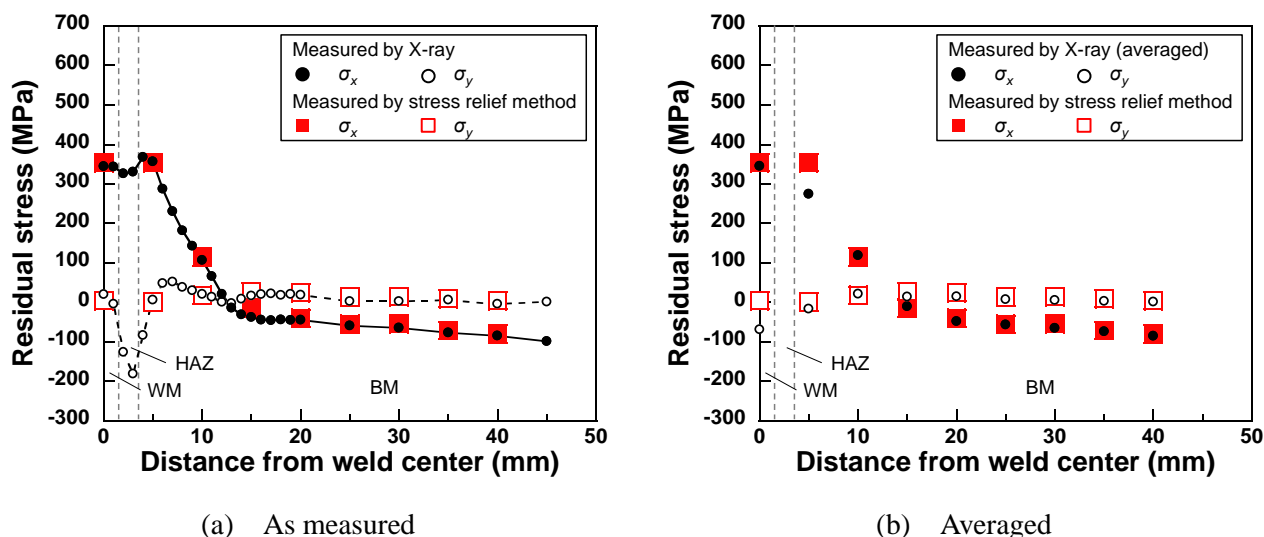 Residual stress (MPa)
700
600
500
400
300
200
100
0
-100
-200
-300
Measured by X-ray
σx σy
Measured by stress relief method
σx σy
HAZ
WM
BM
0 10 20 30 40 50
Distance from weld center (mm)
(a) As measured
Residual stress (MPa)
700
600
500
400
300
200
100
0
-100
-200
-300
Measured by X-ray (averaged)
σx σy
Measured by stress relief method
σx σy
HAZ
WM
BM
0 10 20 30 40 50
Distance from weld center (mm)
(b) Averaged